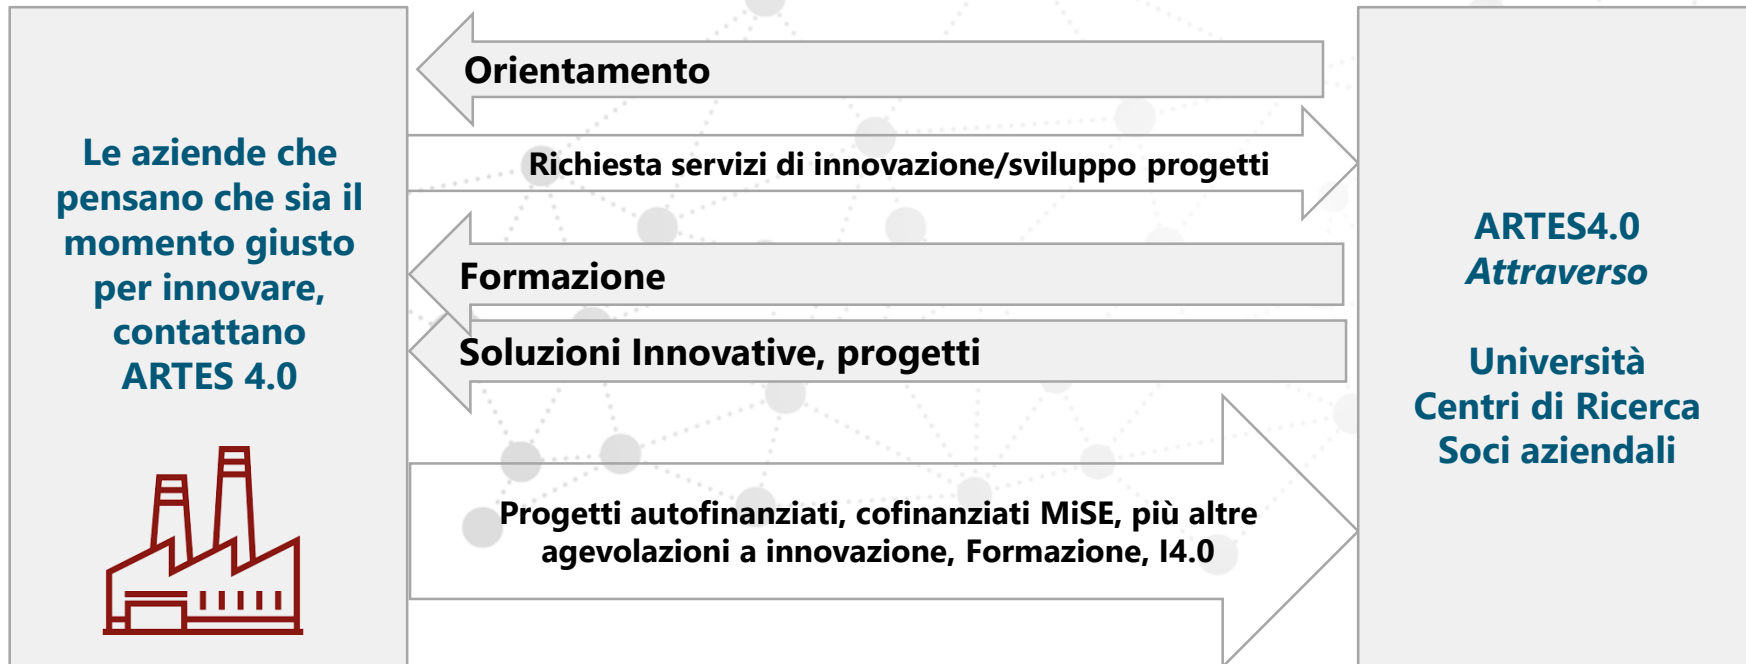 Le aziende che
pensano che sia il
momento giusto
per innovare,
contattano
ARTES 4.0
Orientamento
Richiesta servizi di innovazione/sviluppo progetti
Formazione
Soluzioni Innovative, progetti
Progetti autofinanziati, cofinanziati MiSE, più altre
agevolazioni a innovazione, Formazione, I4.0
ARTES4.0
Attraverso
Università
Centri di Ricerca
Soci aziendali